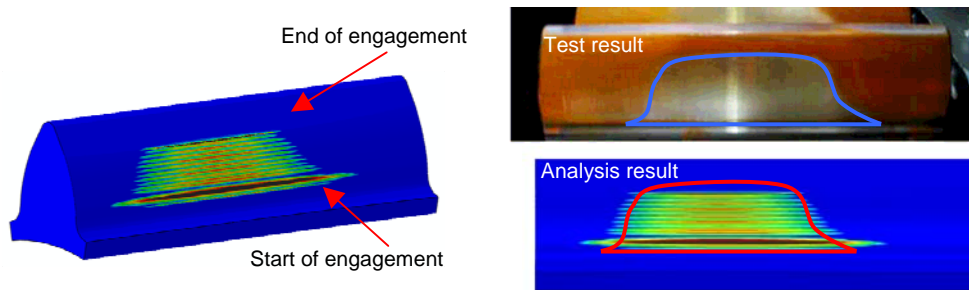 End of engagement
Start of engagement
Test result
Analysis result